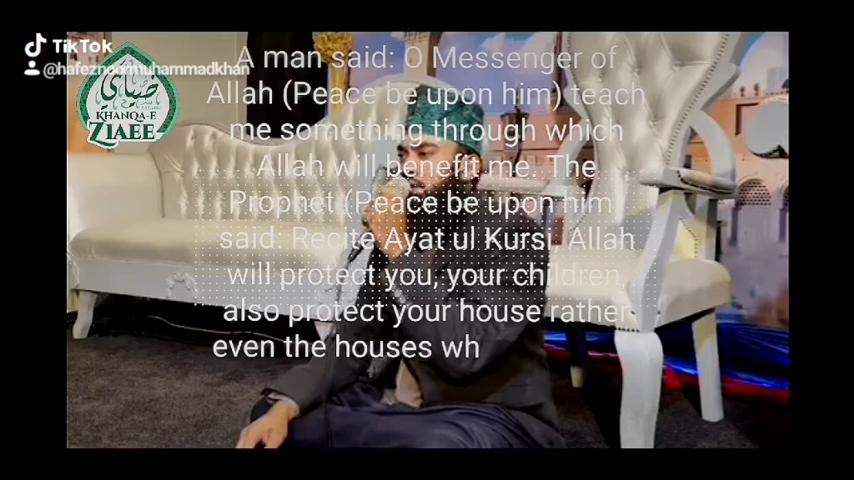 TikTok
@hafeznoormuhammadkhan
ضیائی
KHANQA-E
ZIAEE
A man said: O Messenger of
Allah (Peace be upon him) teach
me something through which
Allah will benefit me. The
Prophet (Peace be upon him
said: Recite Ayat ul Kursi, Allah
will protect you, your children,
also protect your house rather
even the houses wh